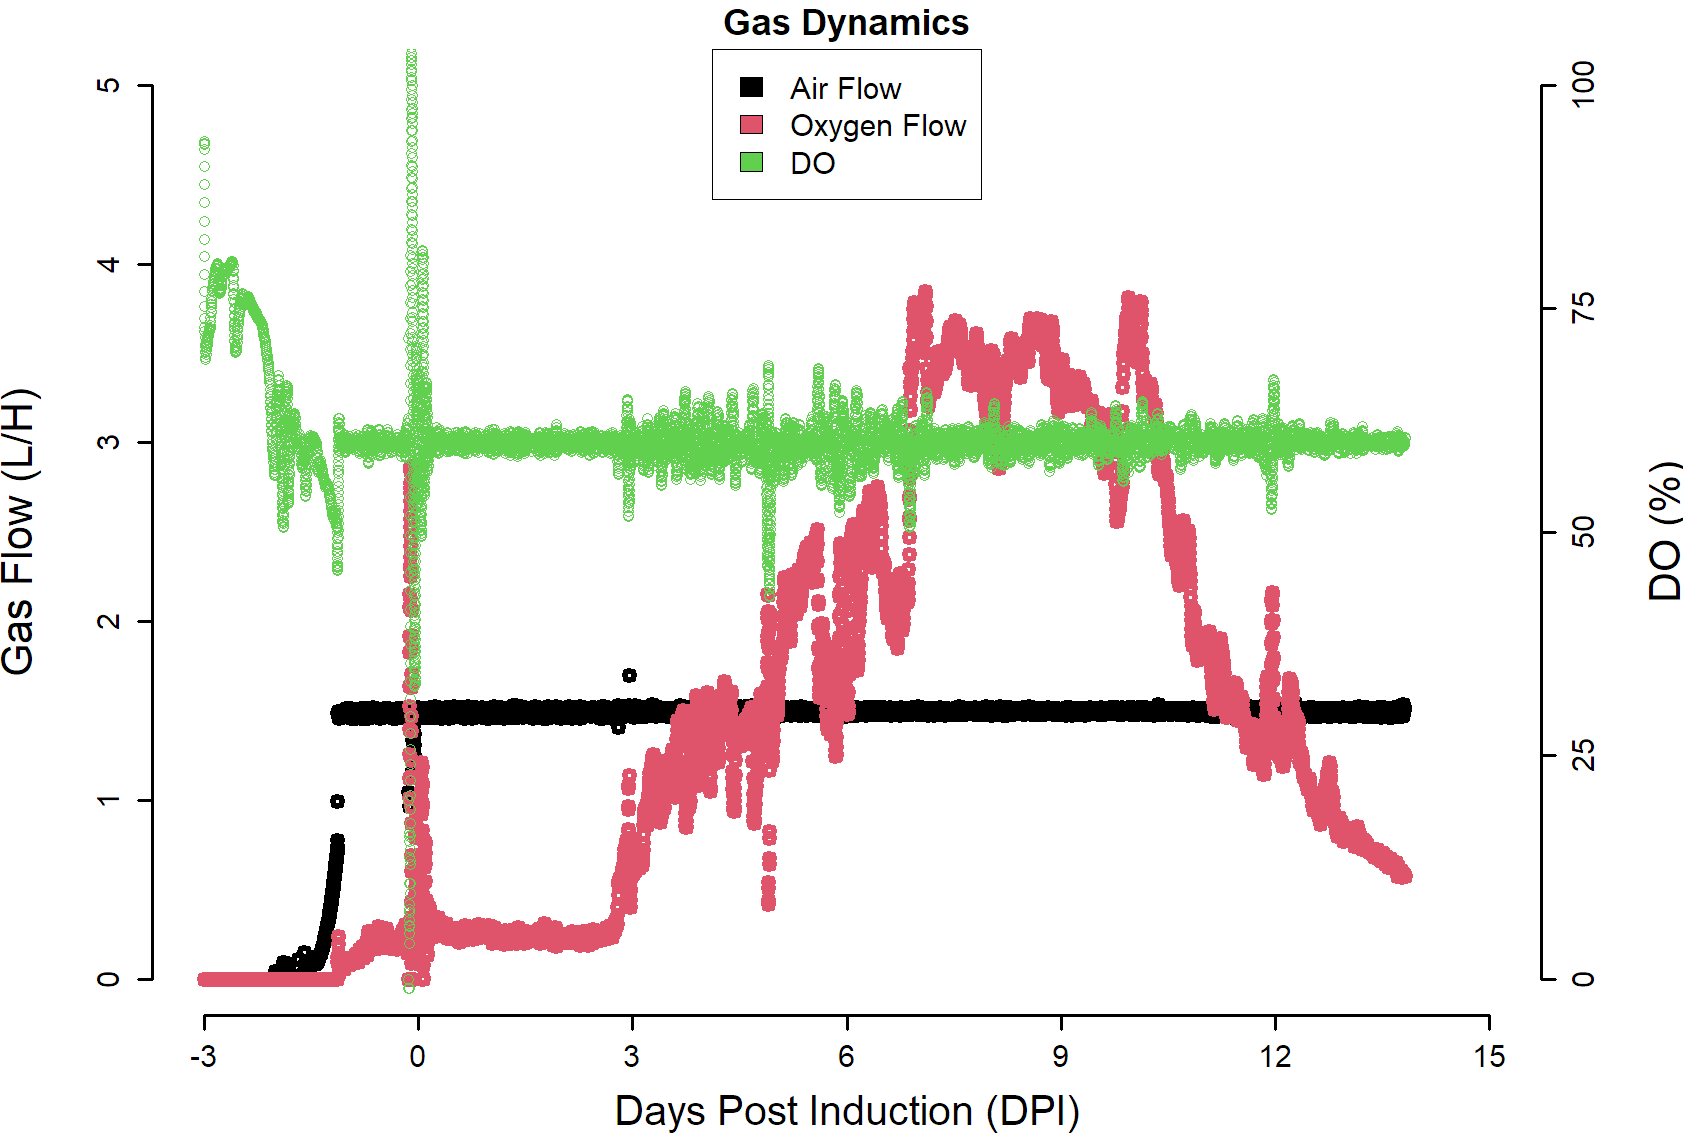 Gas Dynamics
Air Flow
Oxygen Flow
DO
Gas Flow (L/H)
5
4
3
2
1
0
DO (%)
100
75
50
25
0
-3 0 3 6 9 12 15
Days Post Induction (DPI)